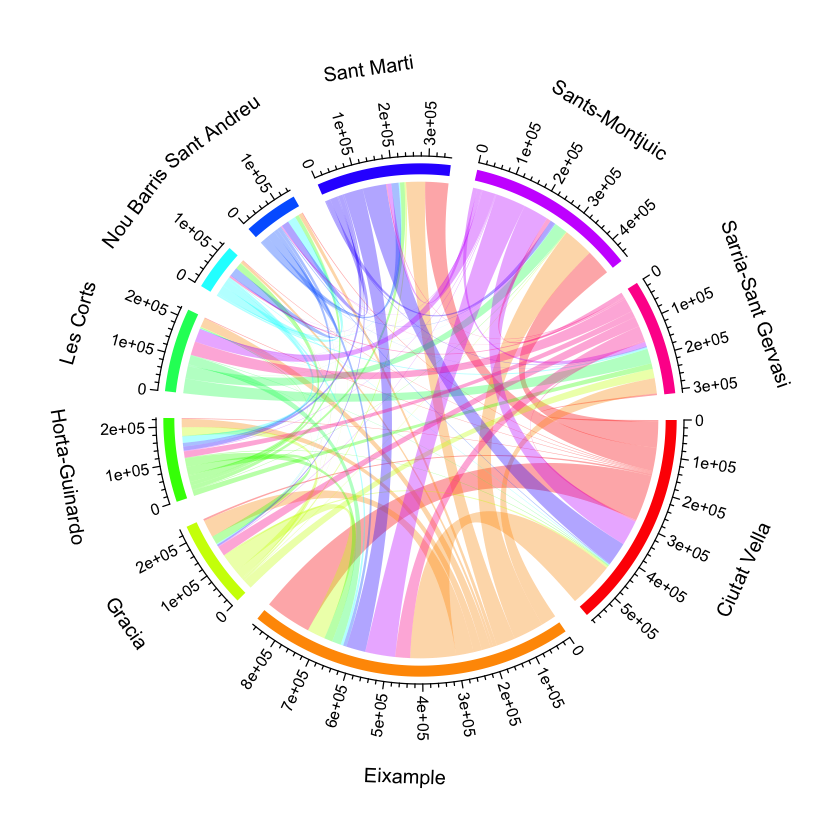 Sant Marti
0
1e+05
2e+05
3e+05
Sants-Montjuic
0
1e+05
2e+05
3e+05
4e+05
Sarria-Sant Gervasi
0
1e+05
2e+05
3e+05
Ciutat Vella
0
1e+05
2e+05
3e+05
4e+05
5e+05
Eixample
0
1e+05
2e+05
3e+05
4e+05
5e+05
6e+05
7e+05
8e+05
Gracia
0
1e+05
2e+05
Horta-Guinardo
0
1e+05
2e+05
Les Corts
0
1e+05
2e+05
Nou Barris
0
1e+05
Sant Andreu
0
1e+05